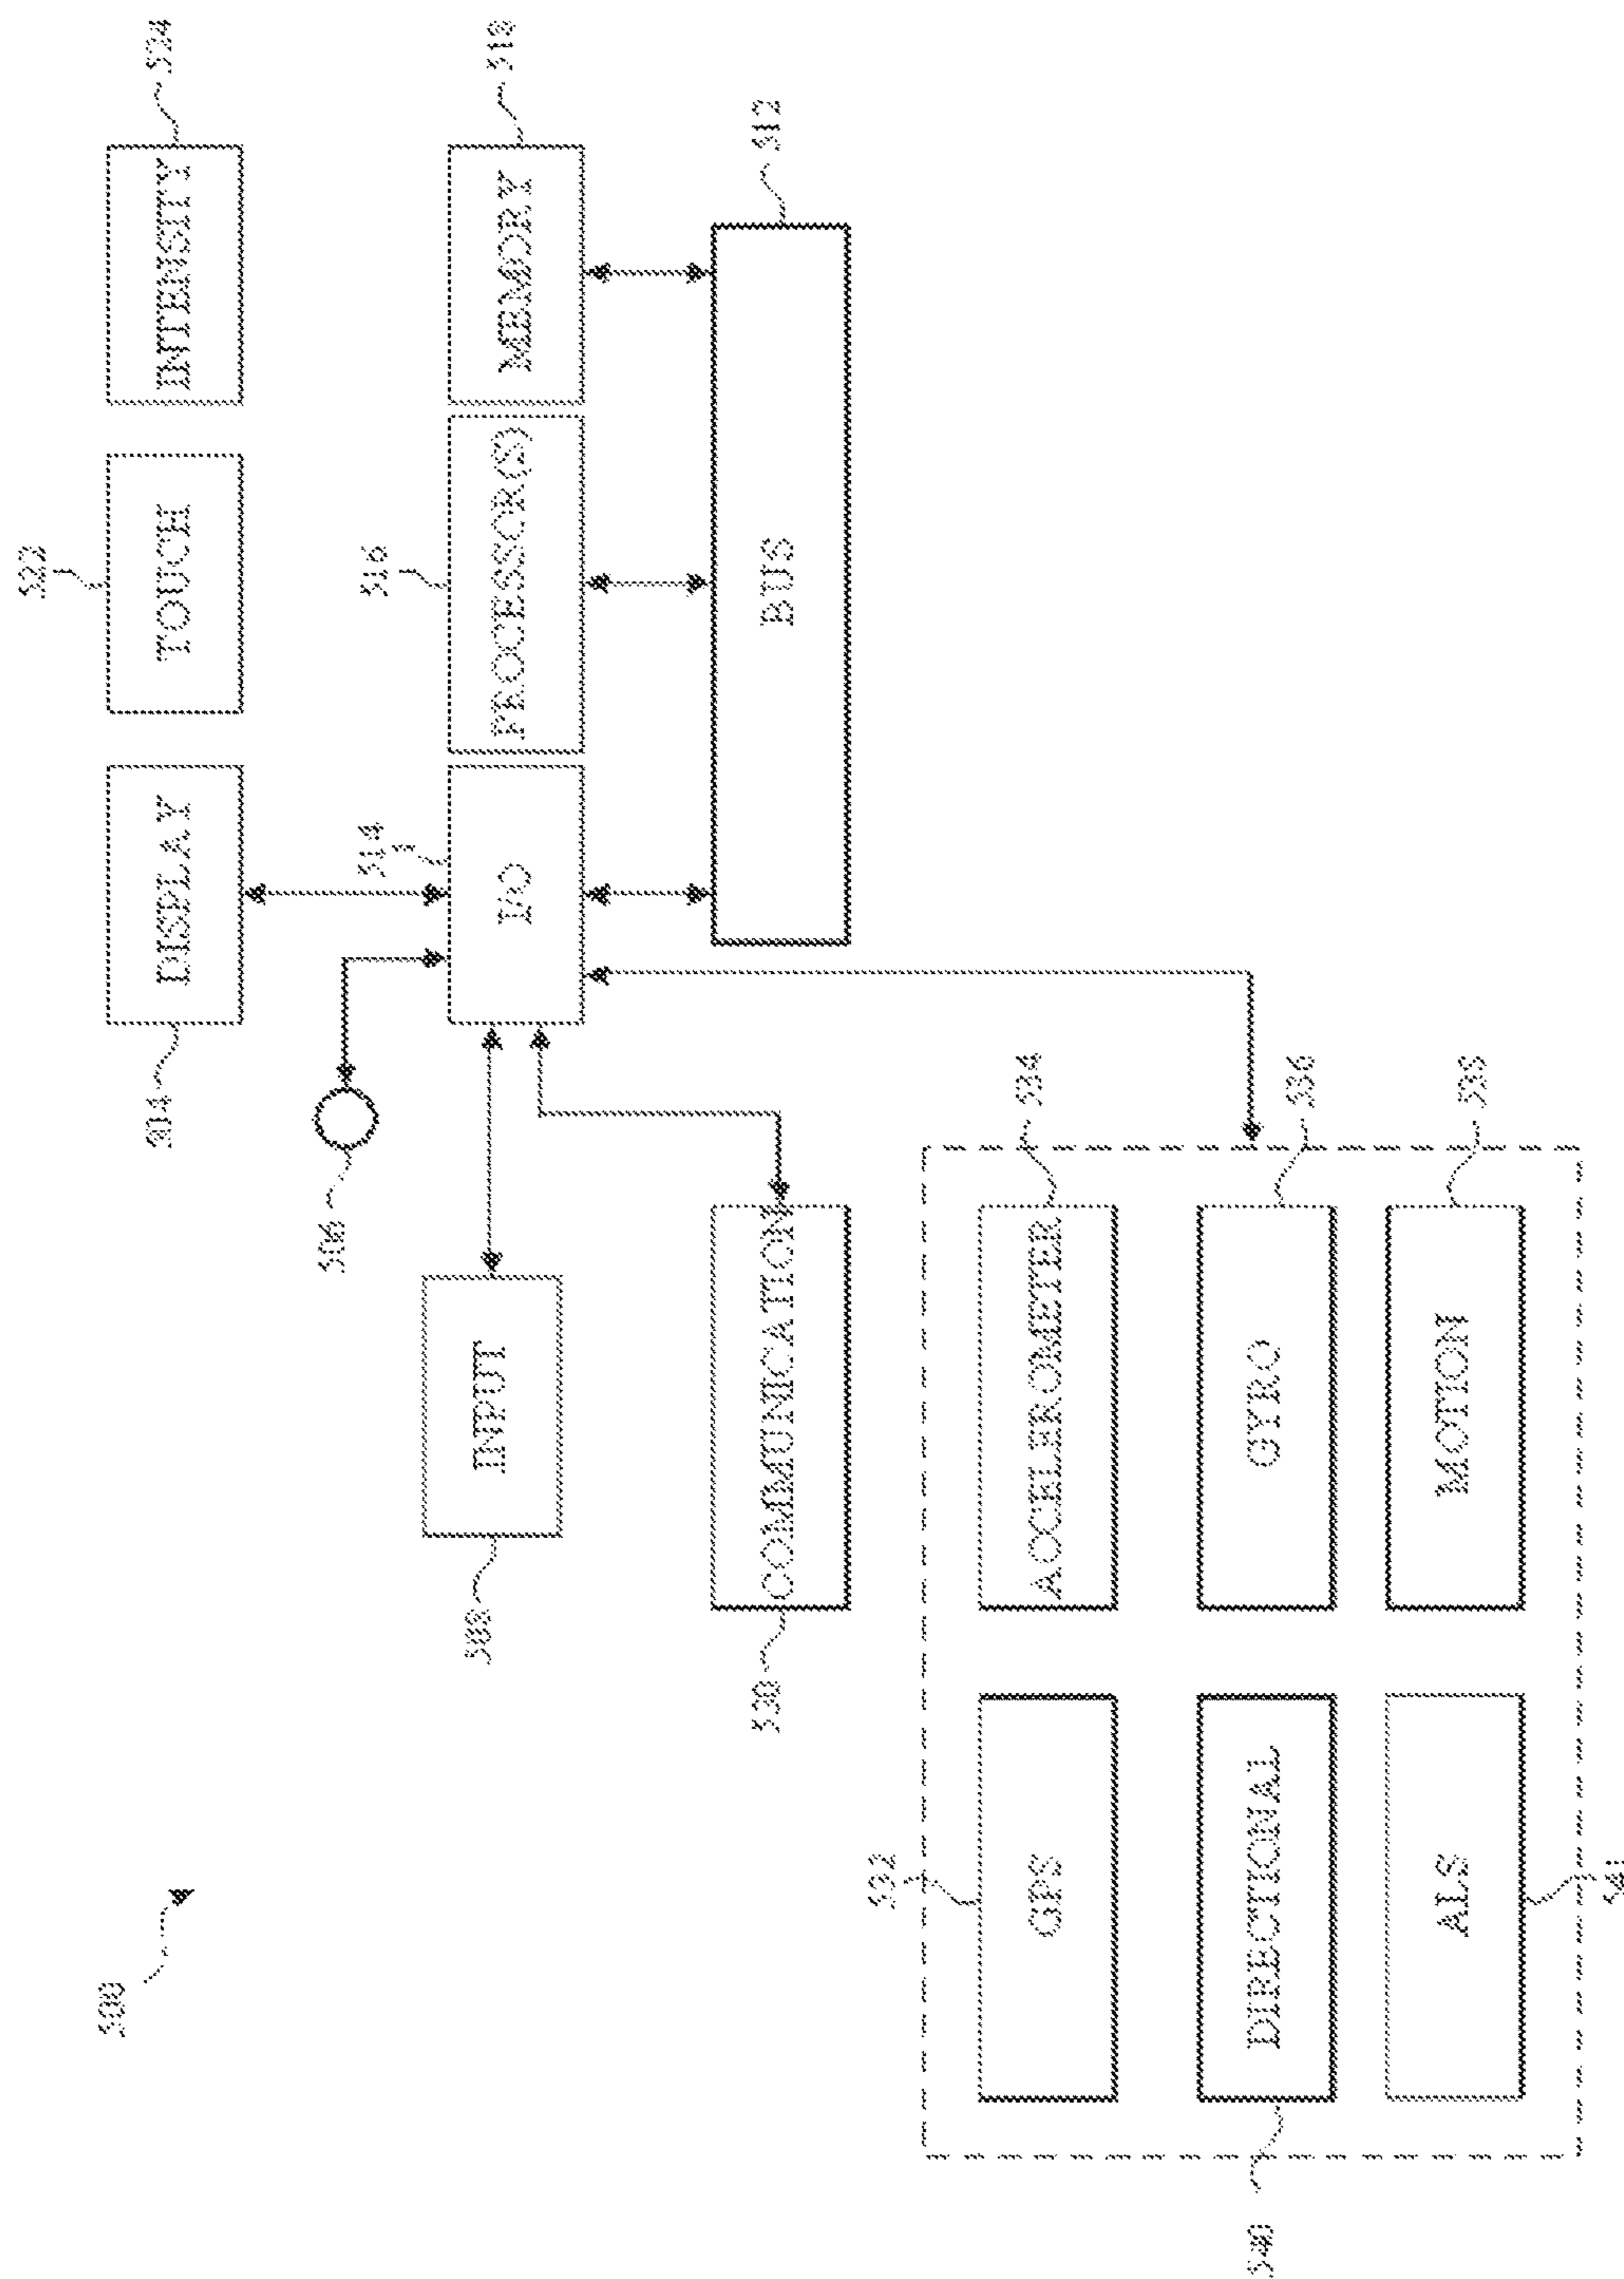 522
500
504
DISPLAY
TOUCH
INTENSITY
524
506
514
516
518
508
INPUT
I/O
PROCESSOR(S)
MEMORY
530
COMMUNICATION
BUS
512
532
GPS
ACCELEROMETER
534
540
DIRECTIONAL
GYRO
536
ALS
MOTION
538